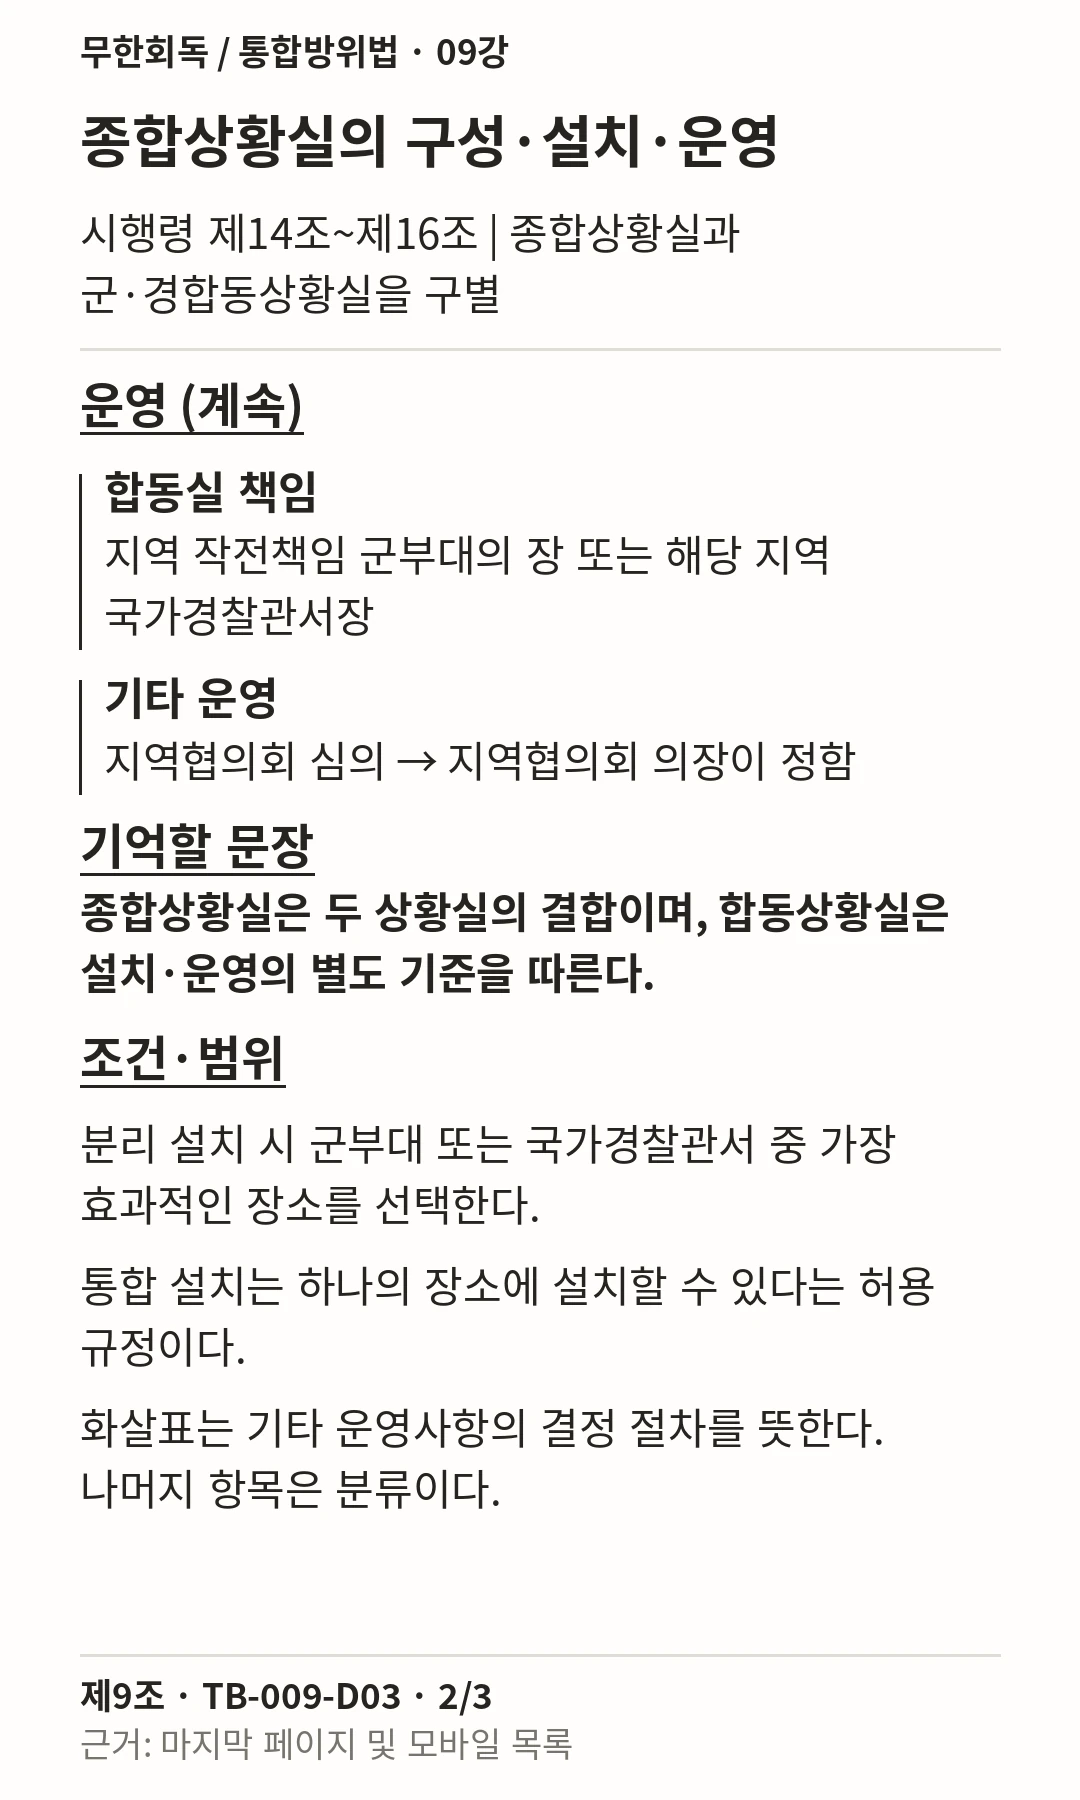 무한회독 / 통합방위법 · 09강
종합상황실의 구성·설치·운영
시행령 제14조~제16조 | 종합상황실과
군·경합동상황실을 구별
운영 (계속)
합동실 책임
지역 작전책임 군부대의 장 또는 해당 지역
국가경찰관서장
기타 운영
지역협의회 심의 → 지역협의회 의장이 정함
기억할 문장
종합상황실은 두 상황실의 결합이며, 합동상황실은
설치·운영의 별도 기준을 따른다.
조건·범위
분리 설치 시 군부대 또는 국가경찰관서 중 가장
효과적인 장소를 선택한다.
통합 설치는 하나의 장소에 설치할 수 있다는 허용
규정이다.
화살표는 기타 운영사항의 결정 절차를 뜻한다.
나머지 항목은 분류이다.
제9조 · TB-009-D03 · 2/3
근거: 마지막 페이지 및 모바일 목록